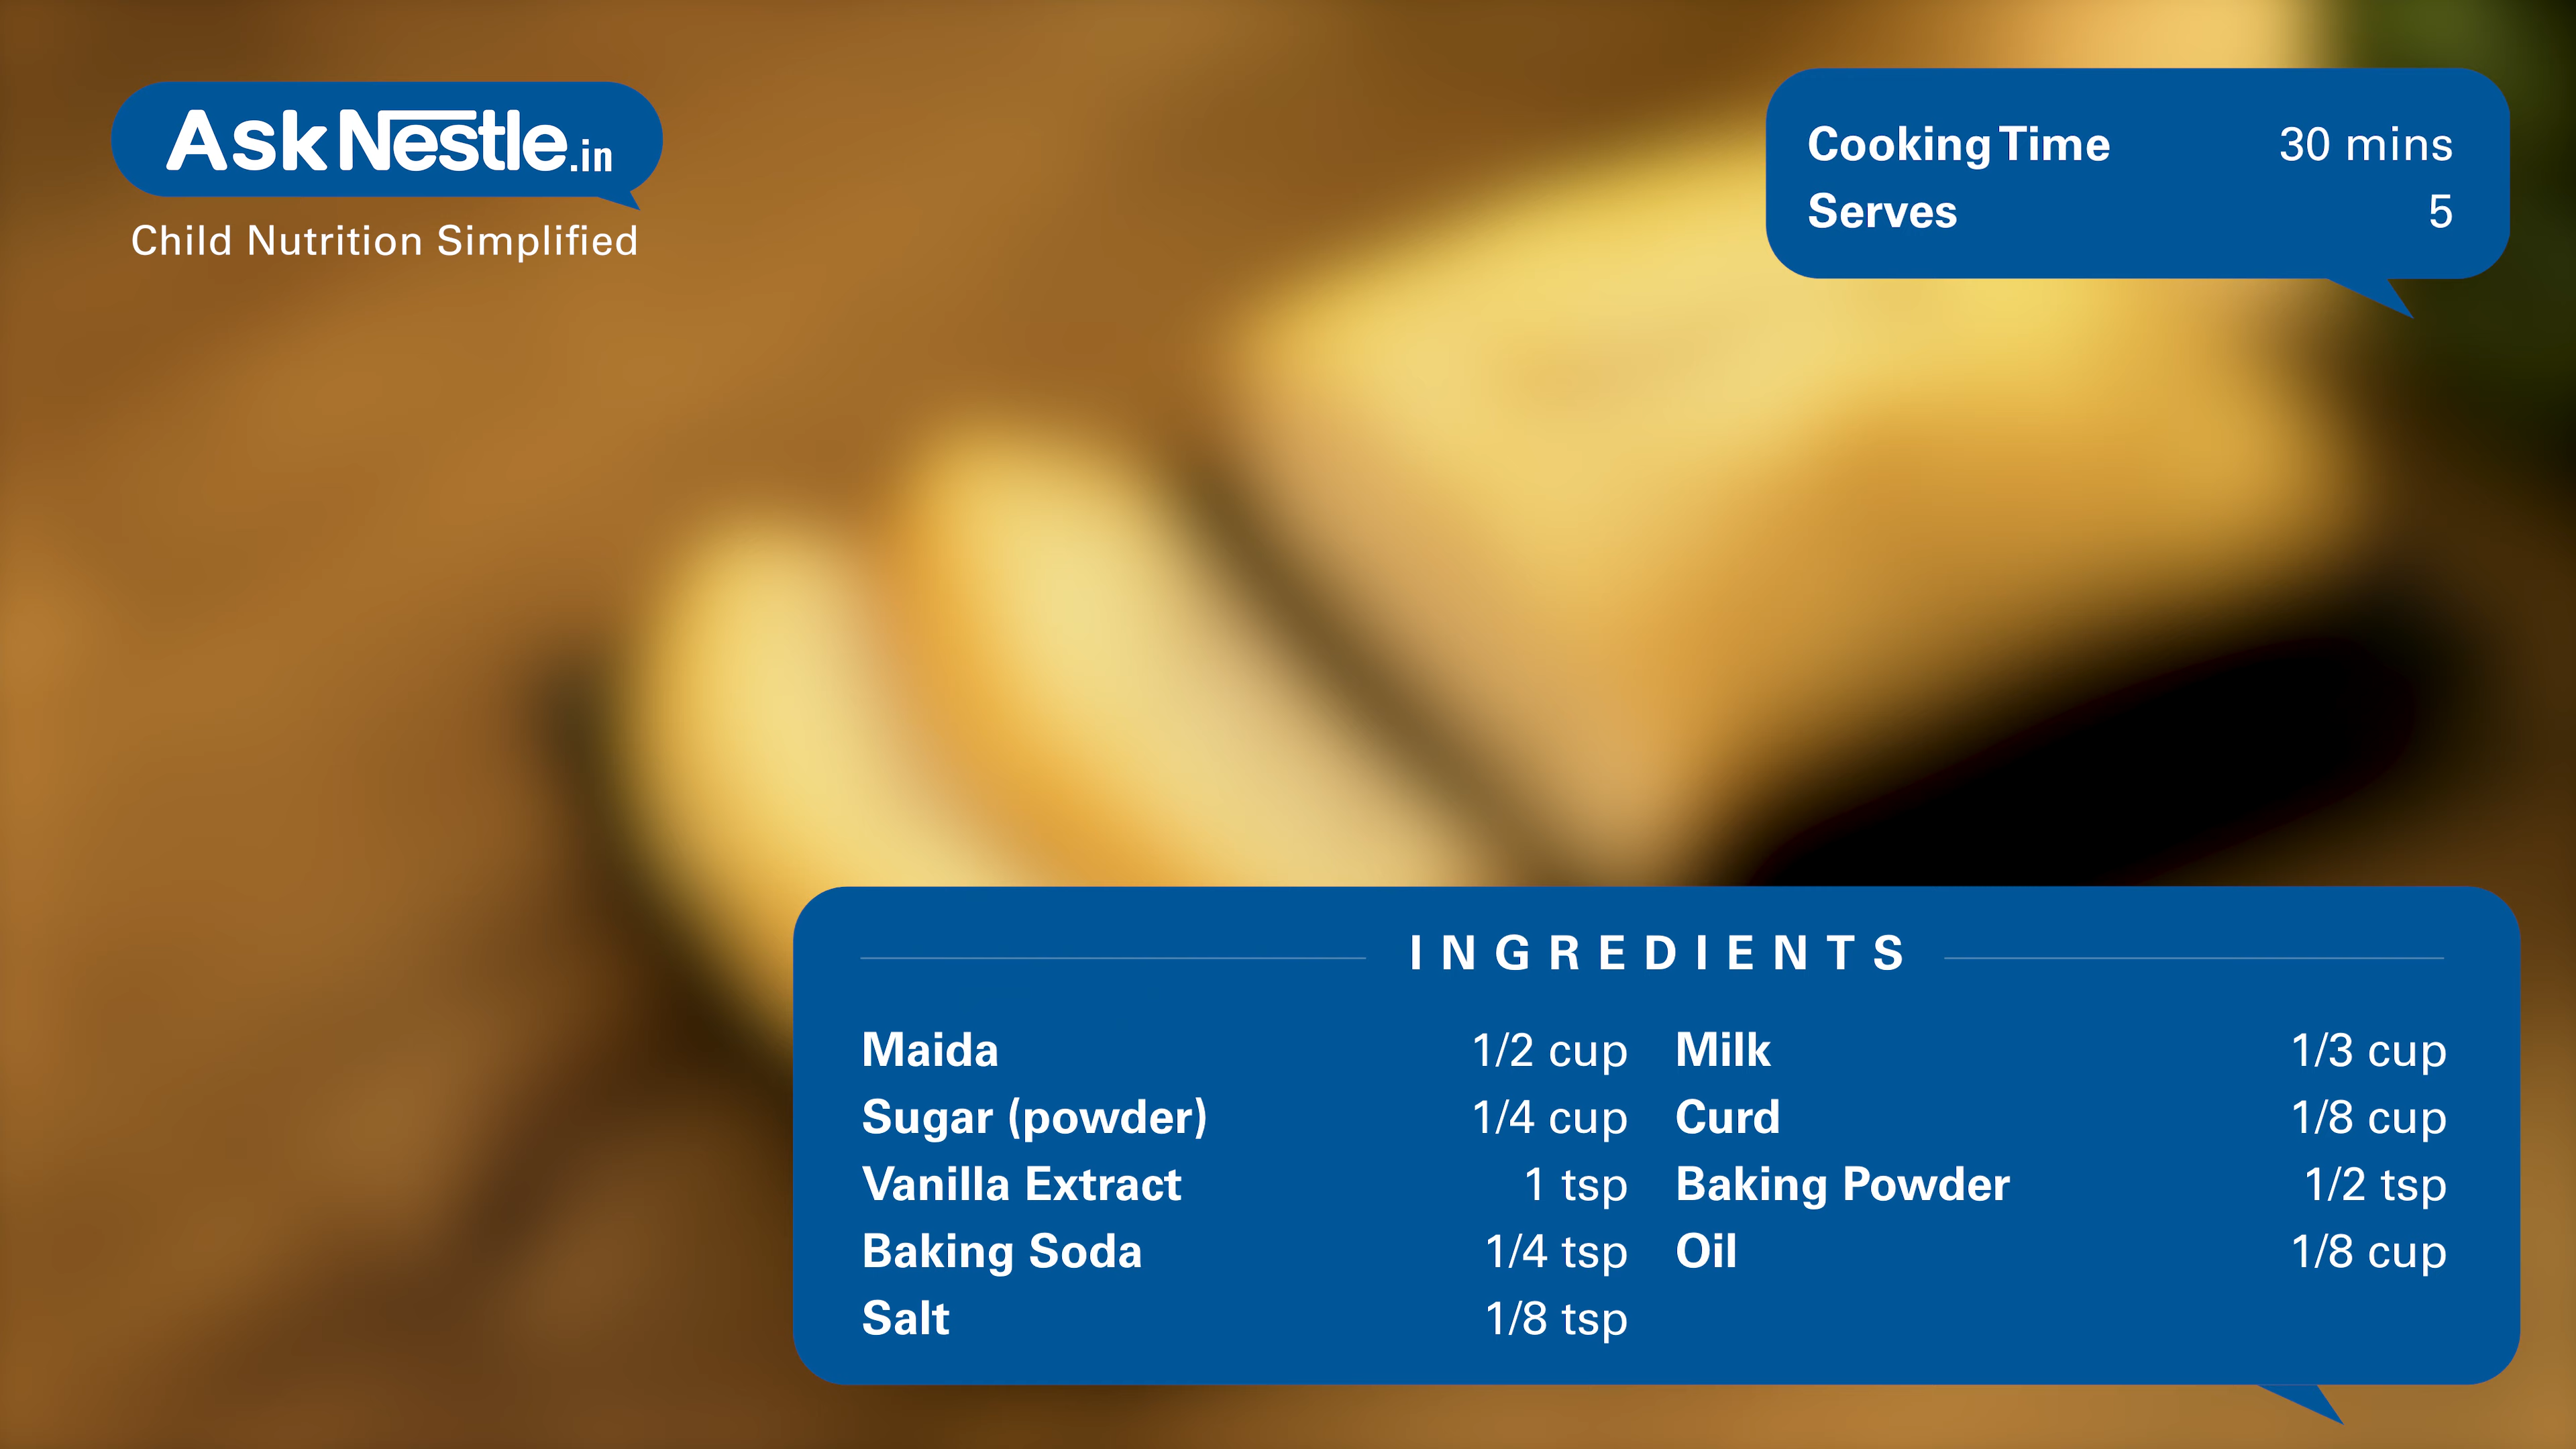 AskNestle.in
Child Nutrition Simplified
Cooking Time 30 mins
Serves 5
INGREDIENTS
Maida 1/2 cup Milk 1/3 cup
Sugar (powder) 1/4 cup Curd 1/8 cup
Vanilla Extract 1 tsp Baking Powder 1/2 tsp
Baking Soda 1/4 tsp Oil 1/8 cup
Salt 1/8 tsp